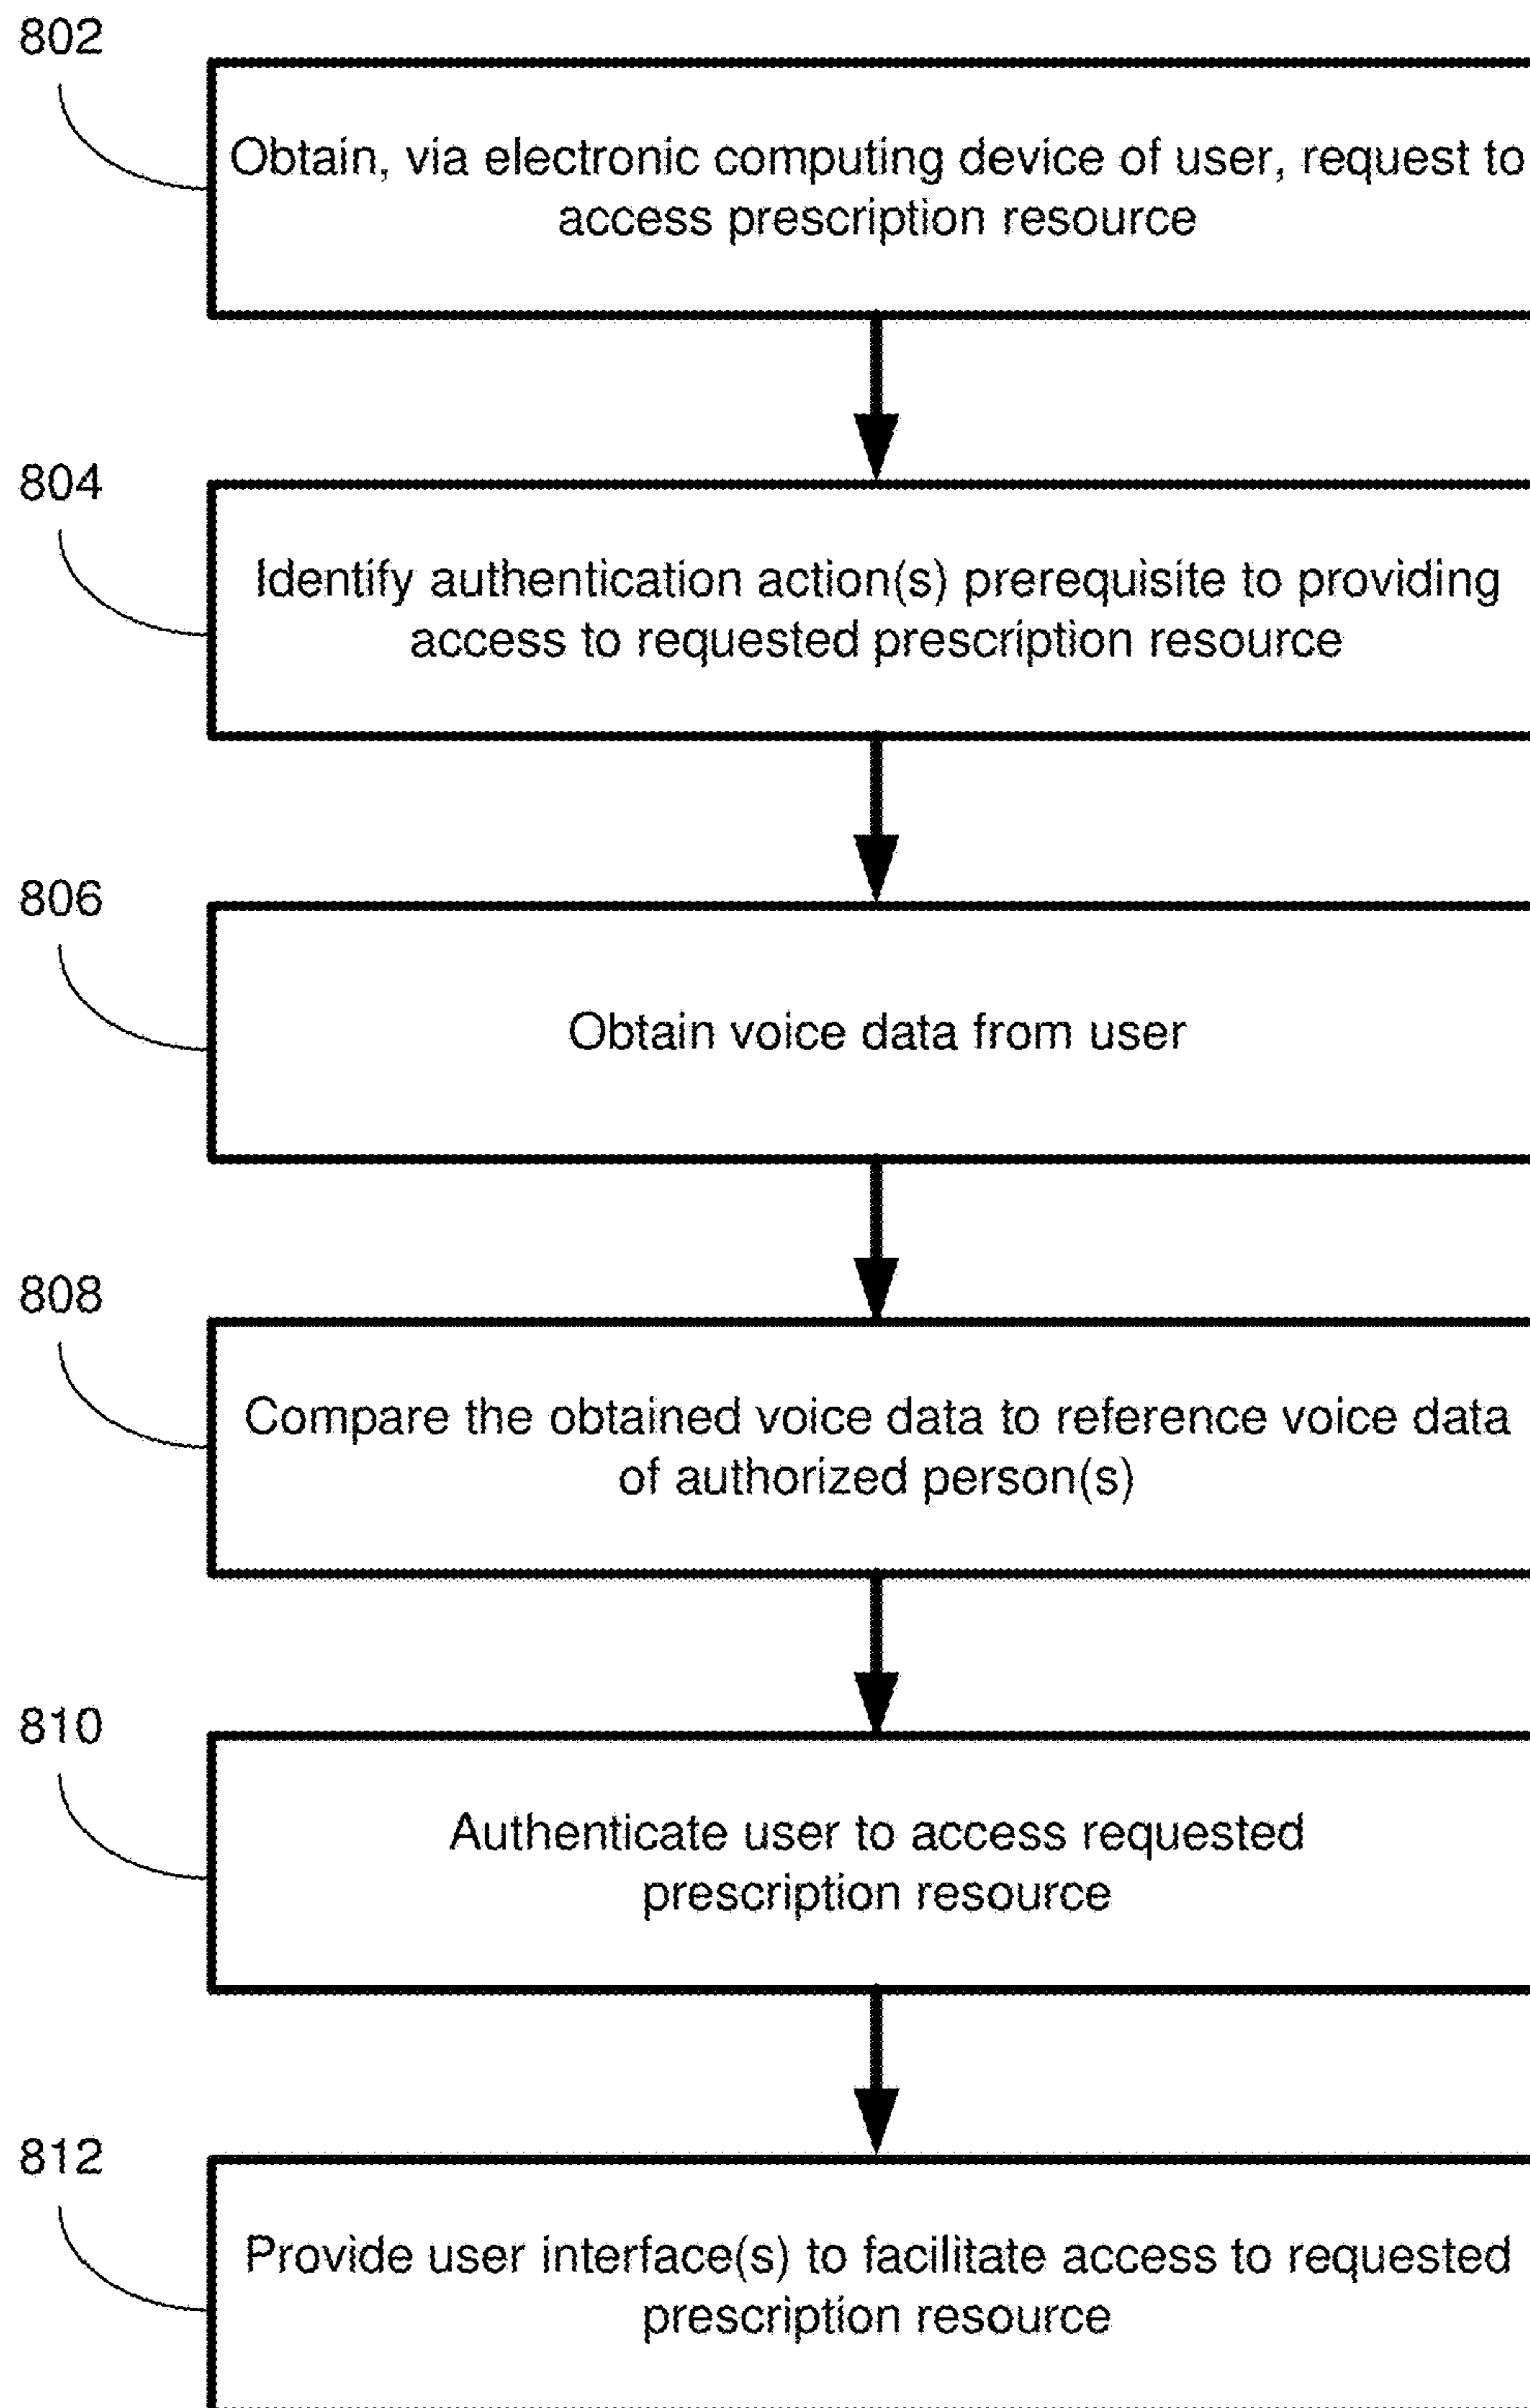 802
Obtain, via electronic computing device of user, request to
access prescription resource
804
Identify authentication action(s) prerequisite to providing
access to requested prescription resource
806
Obtain voice data from user
808
Compare the obtained voice data to reference voice data
of authorized person(s)
810
Authenticate user to access requested
prescription resource
812
Provide user interface(s) to facilitate access to requested
prescription resource